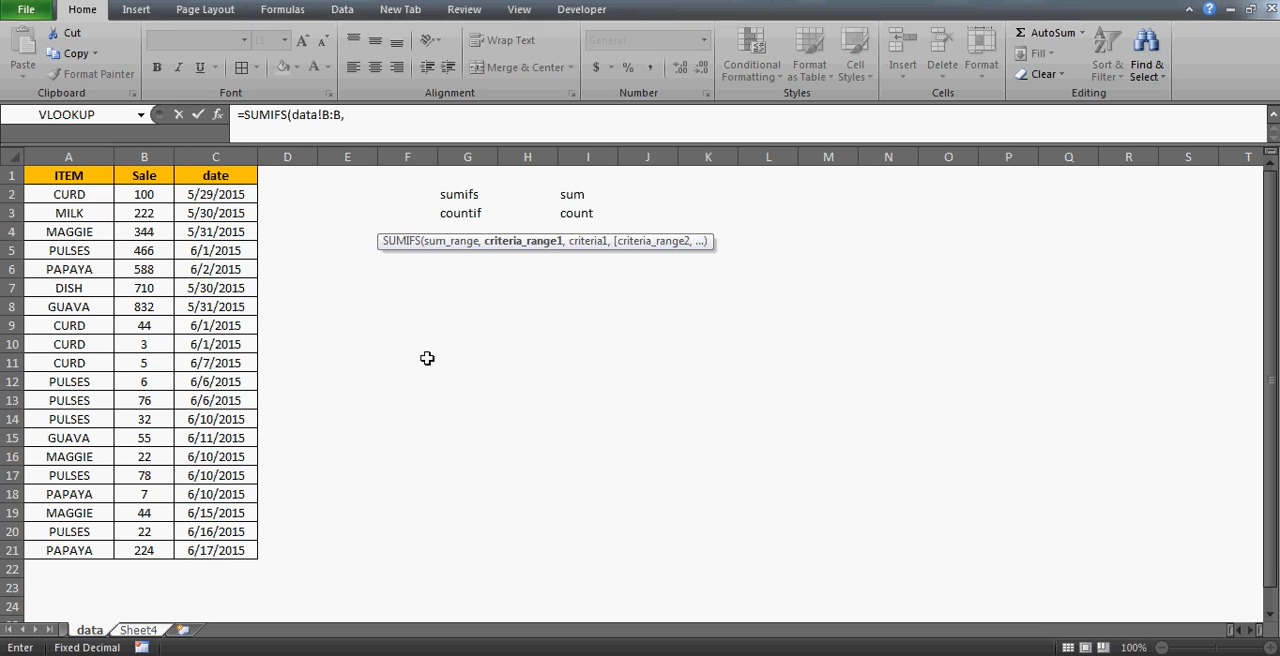 File Home Insert Page Layout Formulas Data New Tab Review View Developer
Paste Cut Copy Format Painter
Clipboard
11 A A
B I U A
Font
Wrap Text
Merge & Center
Alignment
General
$ % ,
Number
Conditional Formatting Format as Table Cell Styles
Styles
Insert Delete Format
Cells
Σ AutoSum Fill Clear
Sort & Filter Find & Select
Editing
VLOOKUP fx =SUMIFS(data!B:B,
A B C D E F G H I J K L M N O P Q R S T
1 ITEM Sale date
2 CURD 100 5/29/2015 sumifs sum
3 MILK 222 5/30/2015 countif count
4 MAGGIE 344 5/31/2015 SUMIFS(sum_range, criteria_range1, criteria1, [criteria_range2, ...)
5 PULSES 466 6/1/2015
6 PAPAYA 588 6/2/2015
7 DISH 710 5/30/2015
8 GUAVA 832 5/31/2015
9 CURD 44 6/1/2015
10 CURD 3 6/1/2015
11 CURD 5 6/7/2015
12 PULSES 6 6/6/2015
13 PULSES 76 6/6/2015
14 PULSES 32 6/10/2015
15 GUAVA 55 6/11/2015
16 MAGGIE 22 6/10/2015
17 PULSES 78 6/10/2015
18 PAPAYA 7 6/10/2015
19 MAGGIE 44 6/15/2015
20 PULSES 22 6/16/2015
21 PAPAYA 224 6/17/2015
22
23
24
data Sheet4
Enter Fixed Decimal 100%